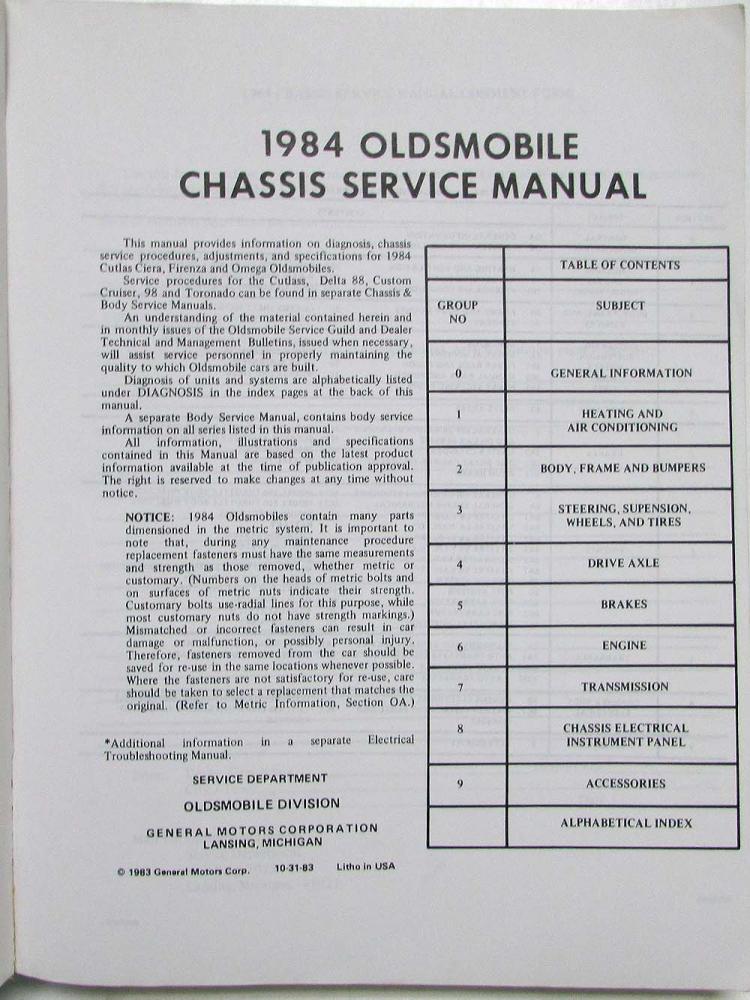 1984 OLDSMOBILE
CHASSIS SERVICE MANUAL
This manual provides information on diagnosis, chassis
service procedures, adjustments, and specifications for 1984
Cutlas Ciera, Firenza and Omega Oldsmobiles.
Service procedures for the Cutlass, Delta 88, Custom
Cruiser, 98 and Toronado can be found in separate Chassis &
Body Service Manuals.
An understanding of the material contained herein and
in monthly issues of the Oldsmobile Service Guild and Dealer
Technical and Management Bulletins, issued when necessary,
will assist service personnel in properly maintaining the
quality to which Oldsmobile cars are built.
Diagnosis of units and systems are alphabetically listed
under DIAGNOSIS in the index pages at the back of this
manual.
A separate Body Service Manual, contains body service
information on all series listed in this manual.
All information, illustrations and specifications
contained in this Manual are based on the latest product
information available at the time of publication approval.
The right is reserved to make changes at any time without
notice.
NOTICE: 1984 Oldsmobiles contain many parts
dimensioned in the metric system. It is important to
note that, during any maintenance procedure
replacement fasteners must have the same measurements
and strength as those removed, whether metric or
customary. (Numbers on the heads of metric bolts and
on surfaces of metric nuts indicate their strength.
Customary bolts use-radial lines for this purpose, while
most customary nuts do not have strength markings.)
Mismatched or incorrect fasteners can result in car
damage or malfunction, or possibly personal injury.
Therefore, fasteners removed from the car should be
saved for re-use in the same locations whenever possible.
Where the fasteners are not satisfactory for re-use, care
should be taken to select a replacement that matches the
original. (Refer to Metric Information, Section OA.)
*Additional information in a separate Electrical
Troubleshooting Manual.
SERVICE DEPARTMENT
OLDSMOBILE DIVISION
GENERAL MOTORS CORPORATION
LANSING, MICHIGAN
© 1983 General Motors Corp. 10-31-83 Litho in USA
TABLE OF CONTENTS
GROUP NO SUBJECT
0 GENERAL INFORMATION
1 HEATING AND
AIR CONDITIONING
2 BODY, FRAME AND BUMPERS
3 STEERING, SUPENSION,
WHEELS, AND TIRES
4 DRIVE AXLE
5 BRAKES
6 ENGINE
7 TRANSMISSION
8 CHASSIS ELECTRICAL
INSTRUMENT PANEL
9 ACCESSORIES
ALPHABETICAL INDEX